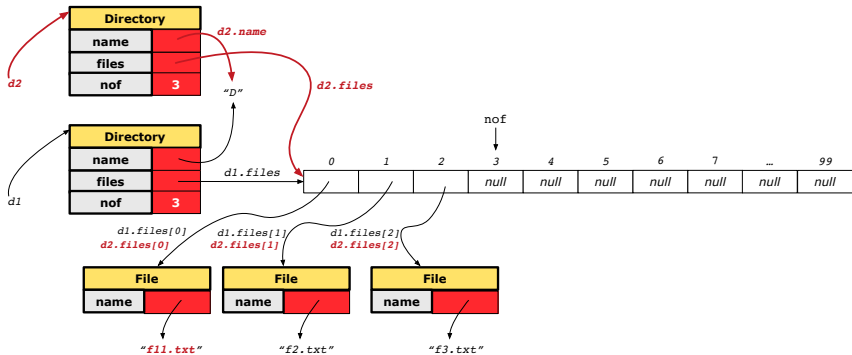 Directory
name
files
nof 3
d2
d2.name
"D"
d2.files
Directory
name
files
nof 3
d1
d1.files
nof
0 1 2 3 4 5 6 7 … 99
null null null null null null null
d1.files[0]
d2.files[0]
d1.files[1]
d2.files[1]
d1.files[2]
d2.files[2]
File
name
"f11.txt"
File
name
"f2.txt"
File
name
"f3.txt"